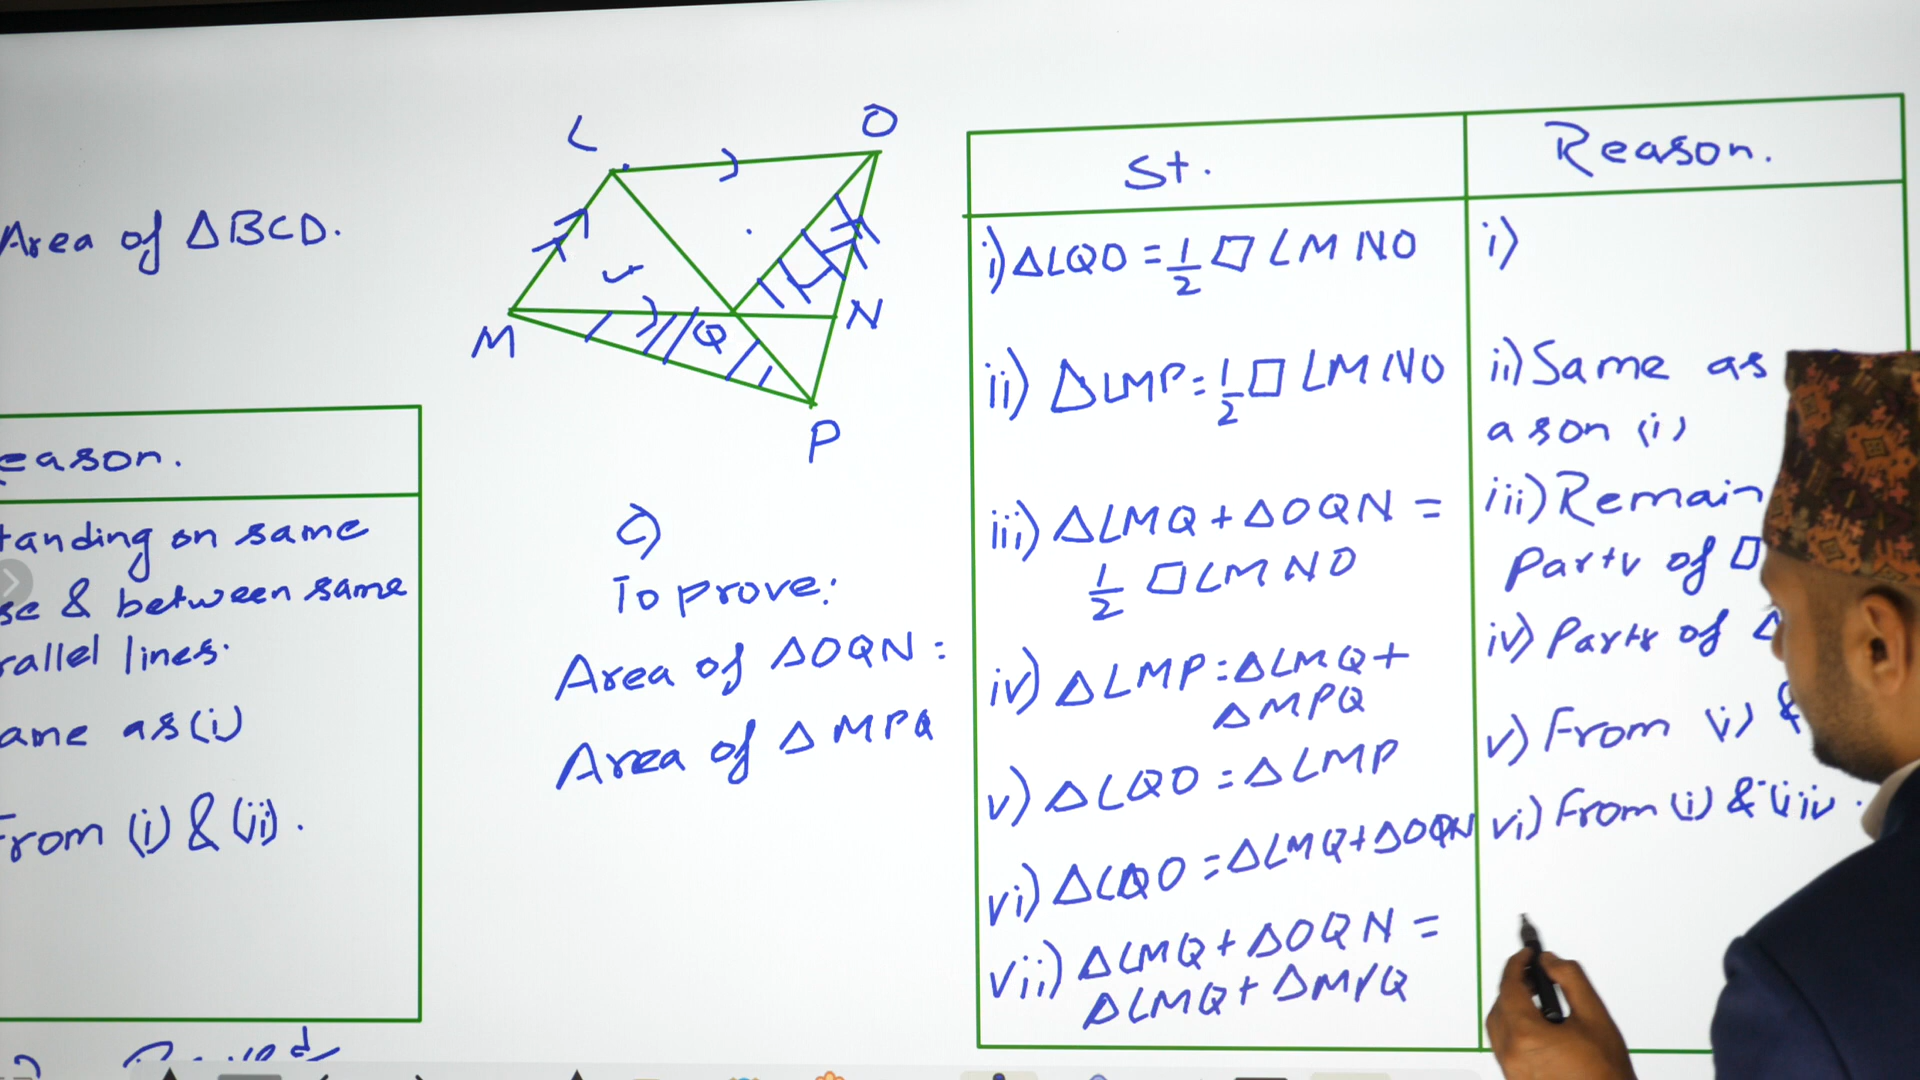 Area of ΔBCD.
eason.
tanding on same
se & between same
rallel lines.
ame as (i)
From (i) & (ii).
L
O
M
Q
N
P
c)
To prove:
Area of ΔOQN =
Area of ΔMPQ
St.
Reason.
i) ΔLQO = 1/2 ▱ LMNO
i)
ii) ΔLMP = 1/2 ▱ LMNO
ii) Same as
ason (i)
iii) ΔLMQ + ΔOQN =
1/2 ▱ LMNO
iii) Remain
Parts of ▱
iv) ΔLMP = ΔLMQ +
ΔMPQ
iv) Parts of Δ
v) ΔLQO = ΔLMP
v) From (i) &
vi) ΔLQO = ΔLMQ + ΔOQN
vi) From (i) & (iii).
vii) ΔLMQ + ΔOQN =
ΔLMQ + ΔMPQ